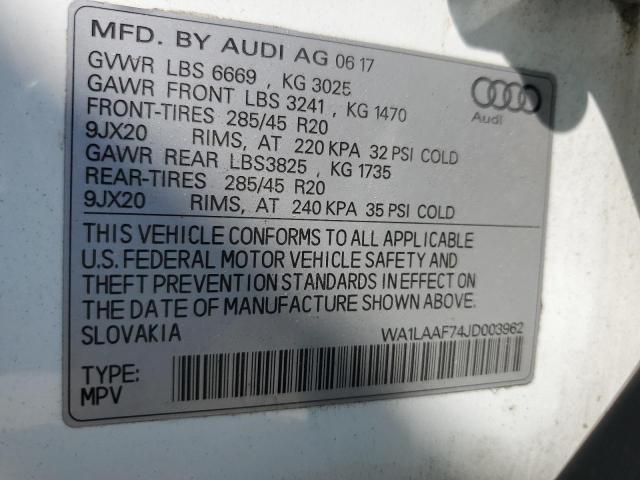 MFD. BY AUDI AG 06 17
GVWR LBS 6669 , KG 3025
GAWR FRONT LBS 3241 , KG 1470
FRONT-TIRES 285/45 R20
9JX20 RIMS, AT 220 KPA 32 PSI COLD
GAWR REAR LBS3825 , KG 1735
REAR-TIRES 285/45 R20
9JX20 RIMS, AT 240 KPA 35 PSI COLD
Audi
THIS VEHICLE CONFORMS TO ALL APPLICABLE
U.S. FEDERAL MOTOR VEHICLE SAFETY AND
THEFT PREVENTION STANDARDS IN EFFECT ON
THE DATE OF MANUFACTURE SHOWN ABOVE.
SLOVAKIA WA1LAAF74JD003962
TYPE:
MPV